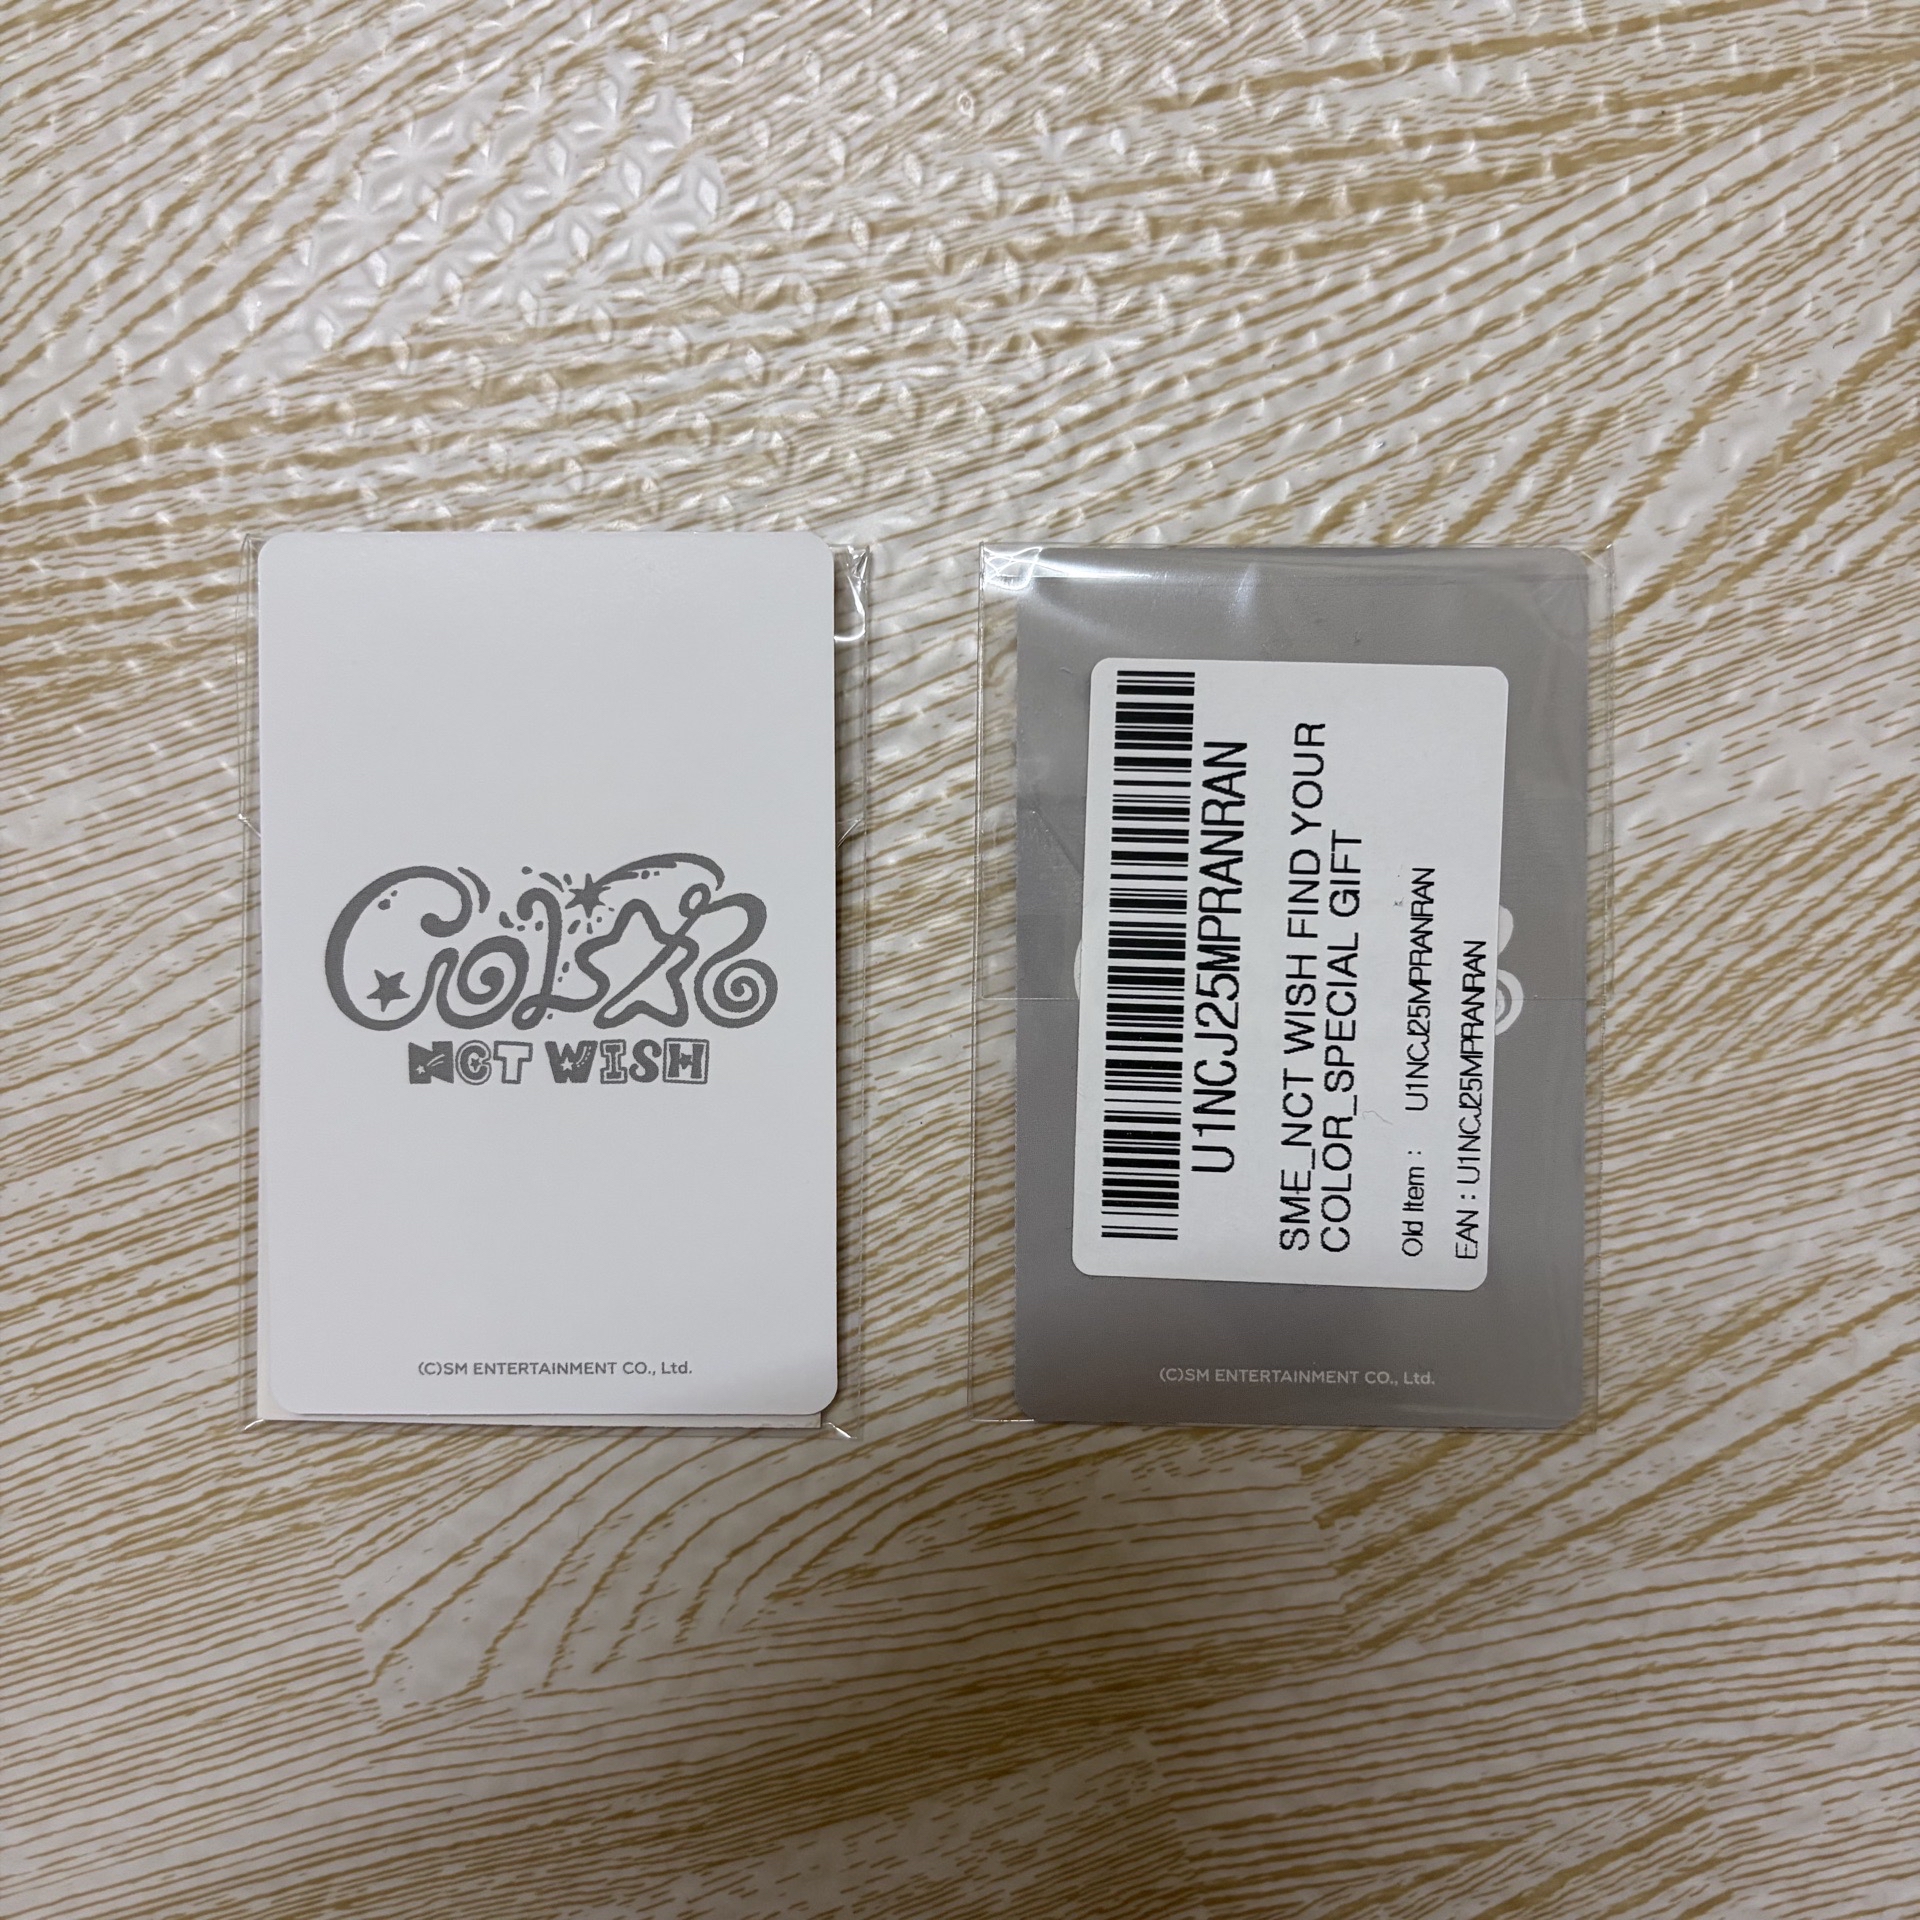 COLOR
NCT WISH
(C)SM ENTERTAINMENT CO., Ltd.
U1NCJ25MPRANRAN
SME_NCT WISH FIND YOUR
COLOR_SPECIAL GIFT
Old Item : U1NCJ25MPRANRAN
EAN : U1NCJ25MPRANRAN
(C)SM ENTERTAINMENT CO., Ltd.